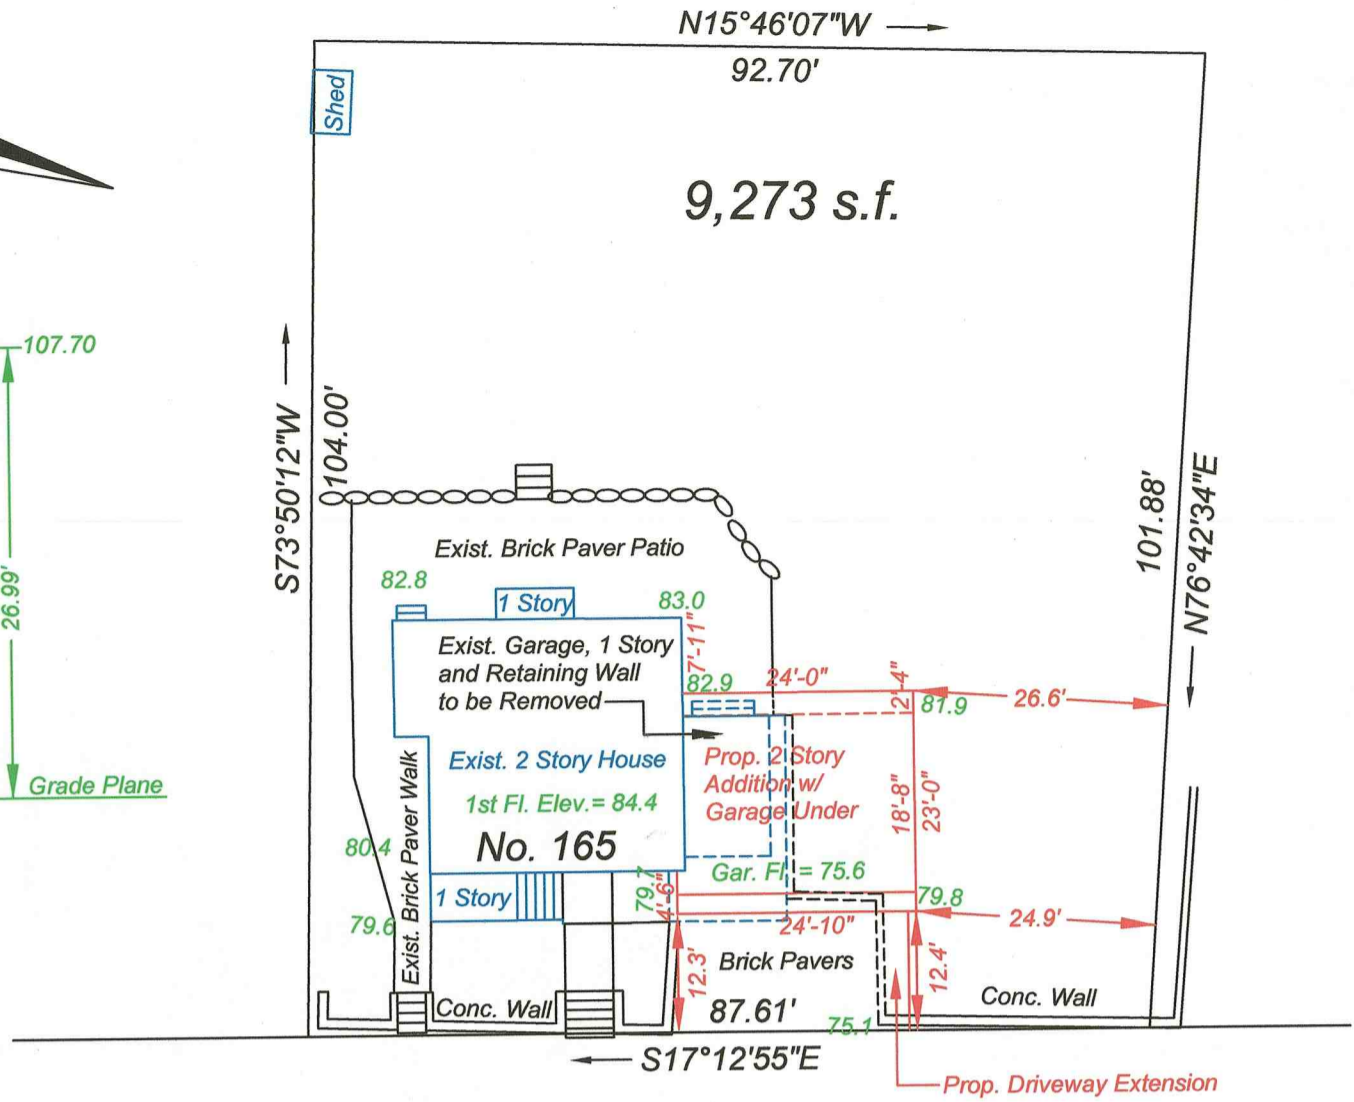 N15°46'07"W
92.70'
Shed
9,273 s.f.
107.70
26.99'
Grade Plane
S73°50'12"W
104.00'
101.88'
N76°42'34"E
Exist. Brick Paver Patio
82.8
1 Story
83.0
Exist. Garage, 1 Story
and Retaining Wall
to be Removed
7'-11"
82.9
24'-0"
2'-4"
81.9
26.6'
Exist. 2 Story House
1st Fl. Elev.= 84.4
No. 165
Prop. 2 Story
Addition w/
Garage Under
18'-8"
23'-0"
Exist. Brick Paver Walk
80.4
79.6
1 Story
79.7
4'-6"
Gar. Fl. = 75.6
79.8
24'-10"
24.9'
12.3'
Brick Pavers
12.4'
Conc. Wall
87.61'
75.1
Conc. Wall
S17°12'55"E
Prop. Driveway Extension